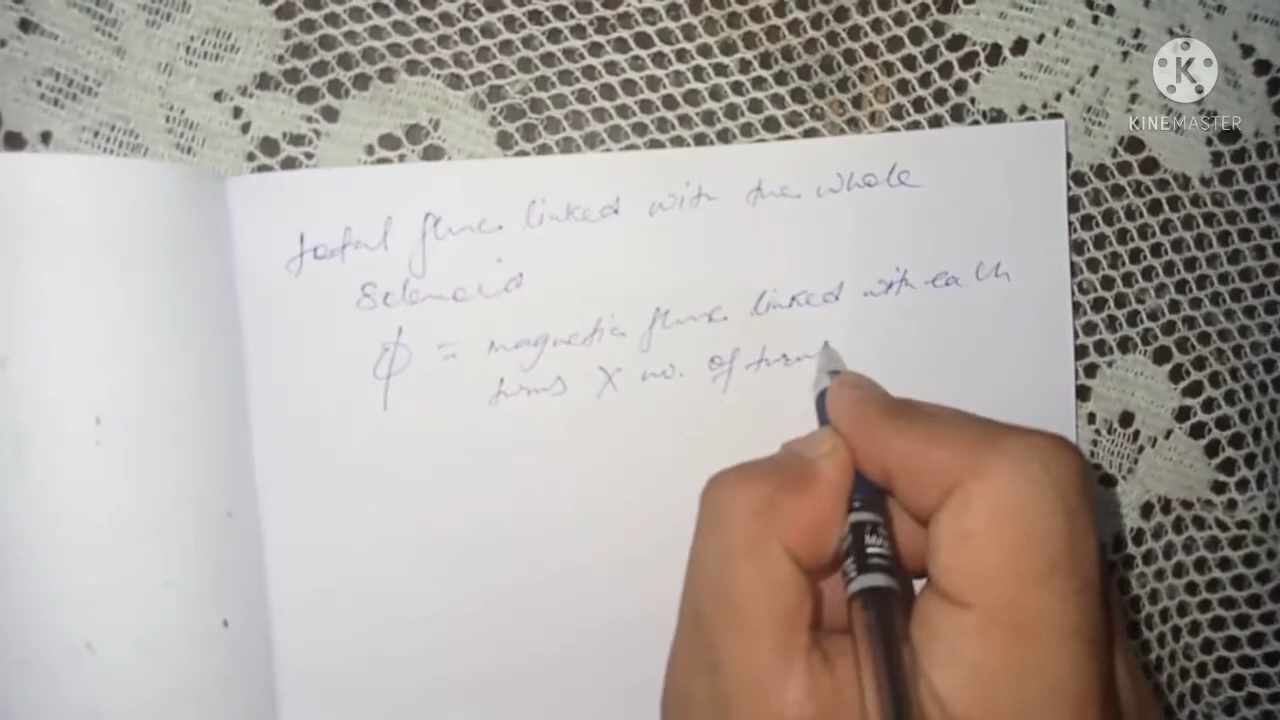 total flux linked with the whole
Solenoid
ϕ = magnetic flux linked with each
turns X no. of turns
K
KINEMASTER